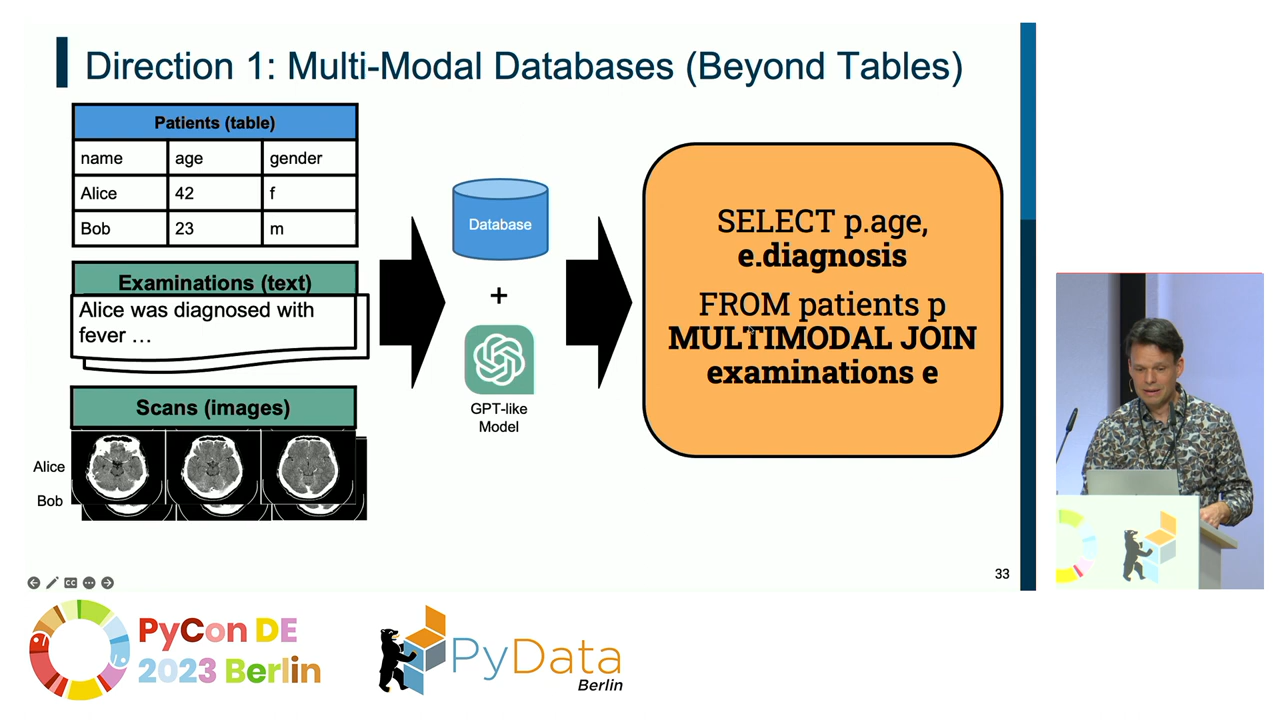 Direction 1: Multi-Modal Databases (Beyond Tables)
Patients (table)
name age gender
Alice 42 f
Bob 23 m
Examinations (text)
Alice was diagnosed with
fever ...
Scans (images)
Alice
Bob
Database
+
GPT-like
Model
SELECT p.age,
e.diagnosis
FROM patients p
MULTIMODAL JOIN
examinations e
33
CC
PyCon DE
2023 Berlin
PyData
Berlin